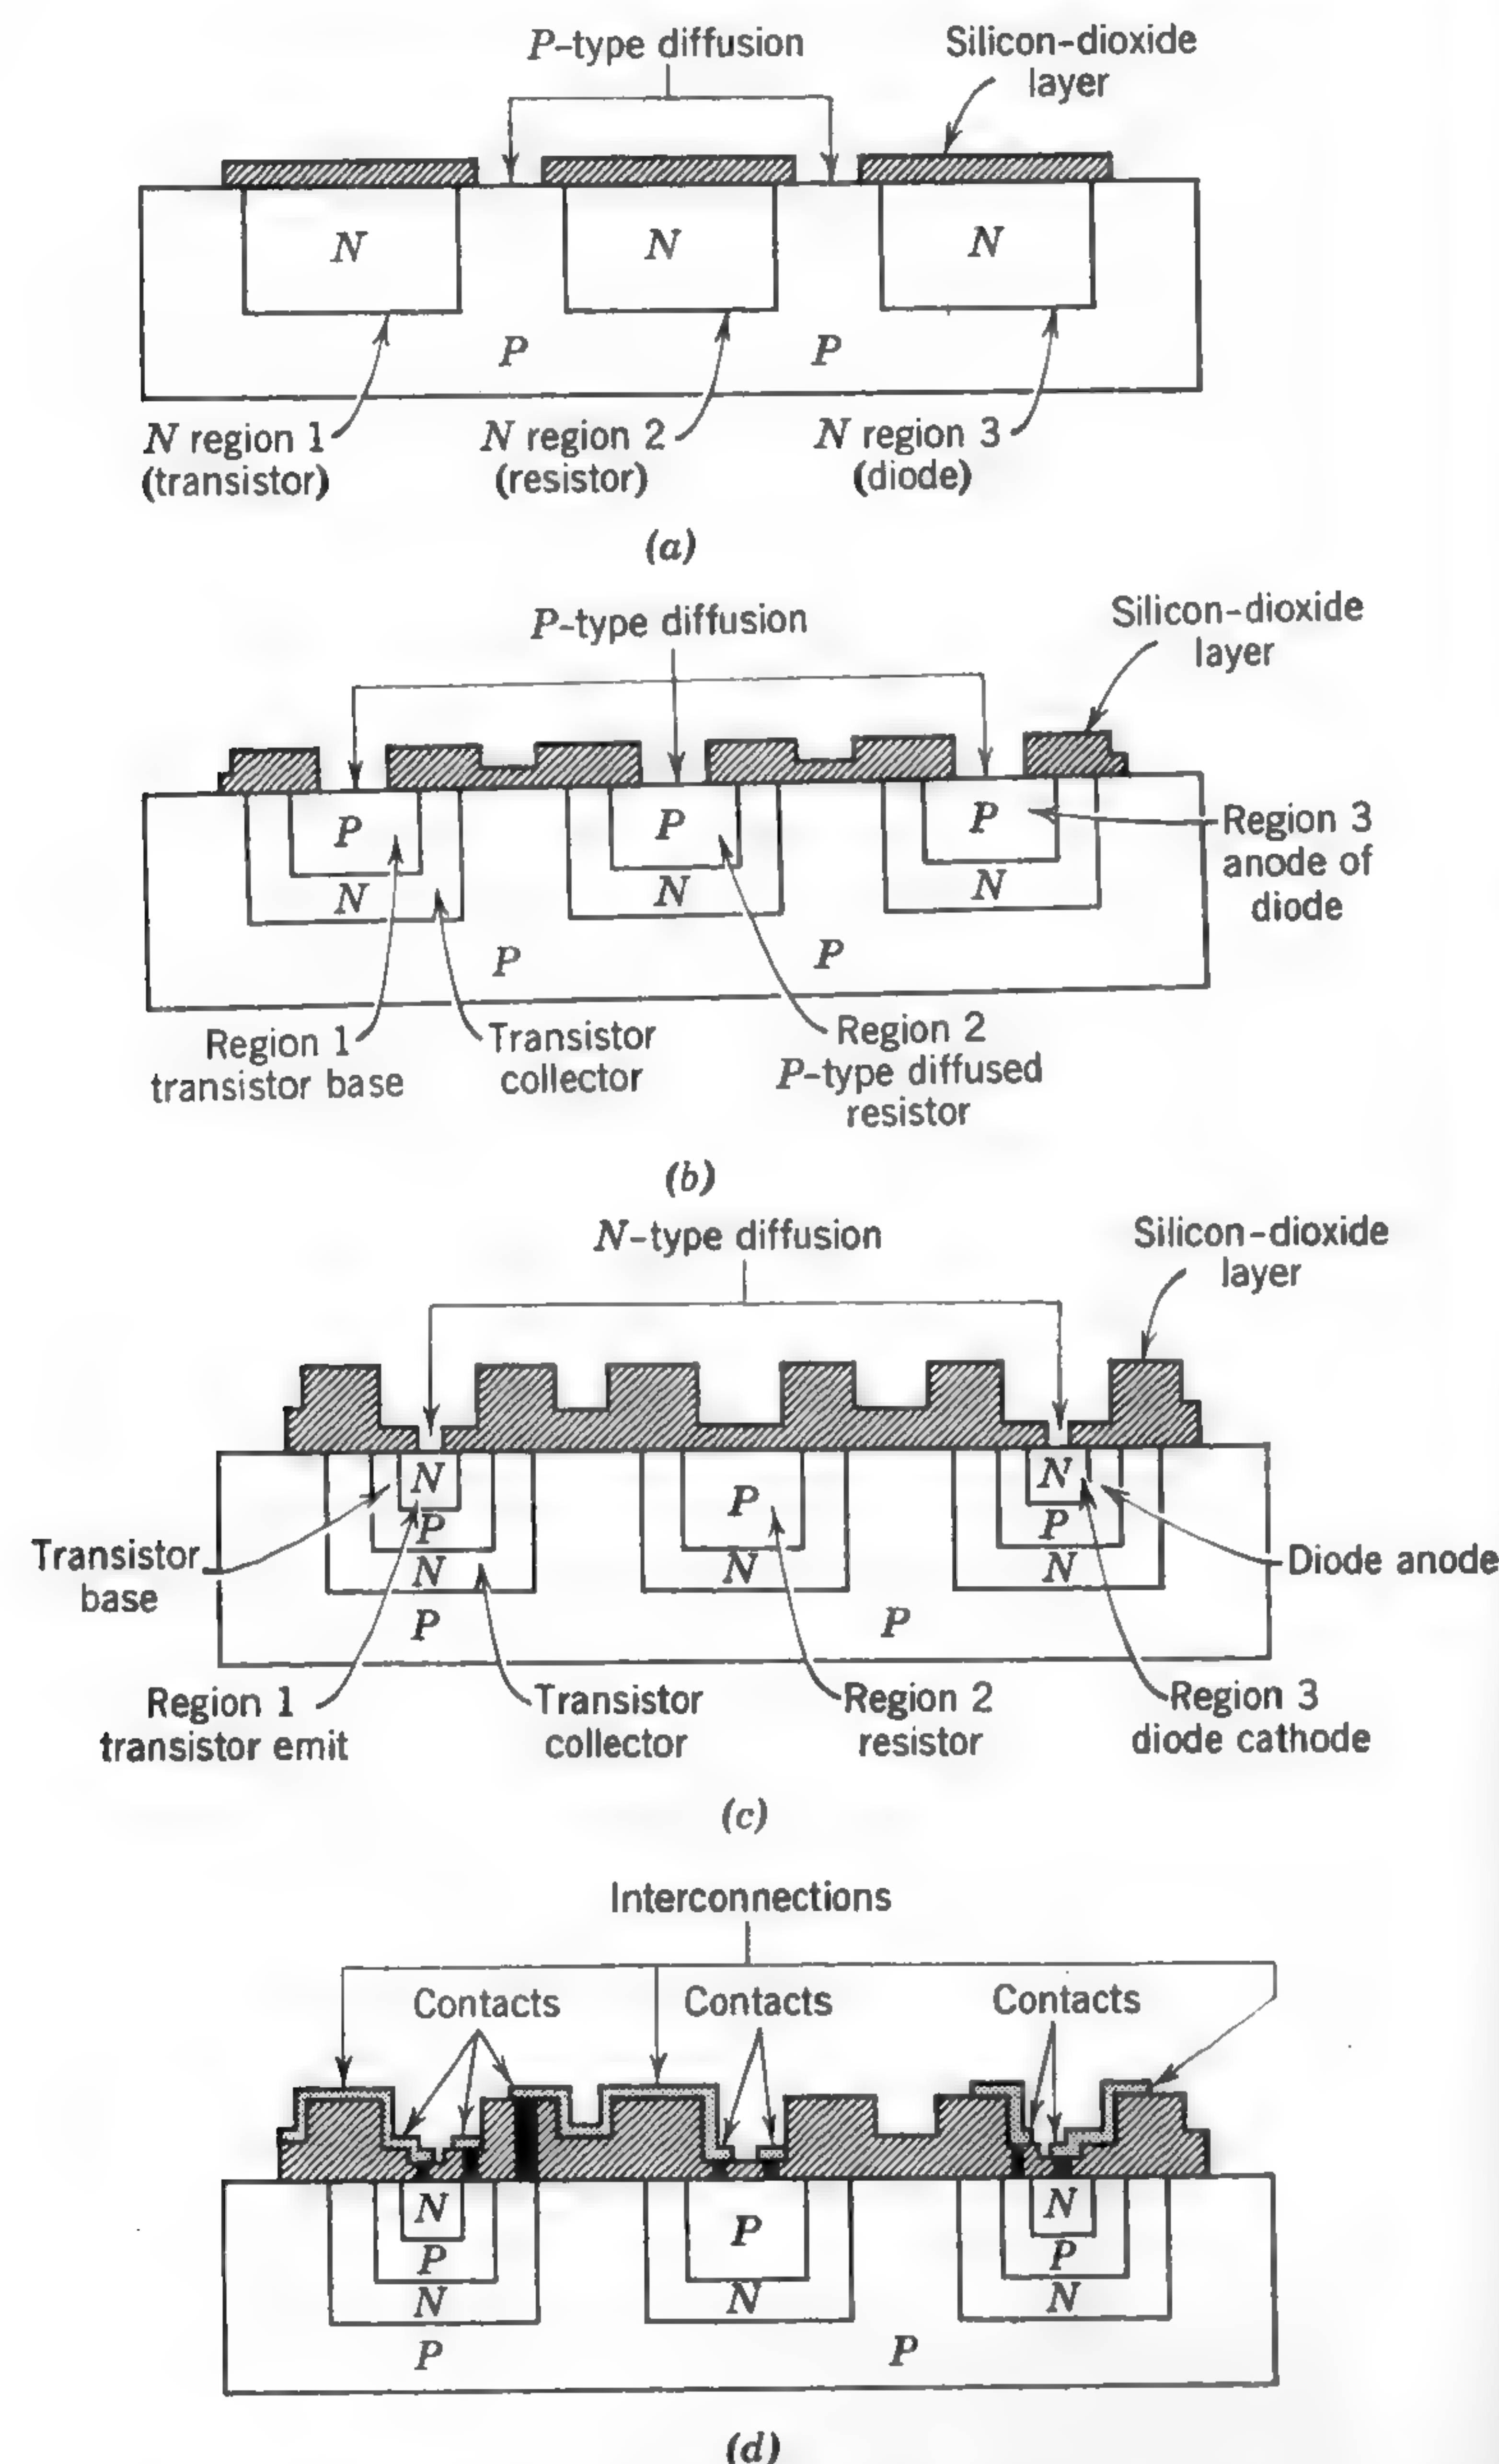 P-type diffusion
Silicon-dioxide
layer
N
N
N
P
P
N region 1
(transistor)
N region 2
(resistor)
N region 3
(diode)
(a)
P-type diffusion
Silicon-dioxide
layer
P
P
P
N
N
N
P
P
Region 3
anode of
diode
Region 1
transistor base
Transistor
collector
Region 2
P-type diffused
resistor
(b)
N-type diffusion
Silicon-dioxide
layer
N
P
N
P
P
N
N
P
N
P
Transistor
base
Diode anode
Region 1
transistor emit
Transistor
collector
Region 2
resistor
Region 3
diode cathode
(c)
Interconnections
Contacts
Contacts
Contacts
N
P
N
P
P
N
N
P
N
P
(d)